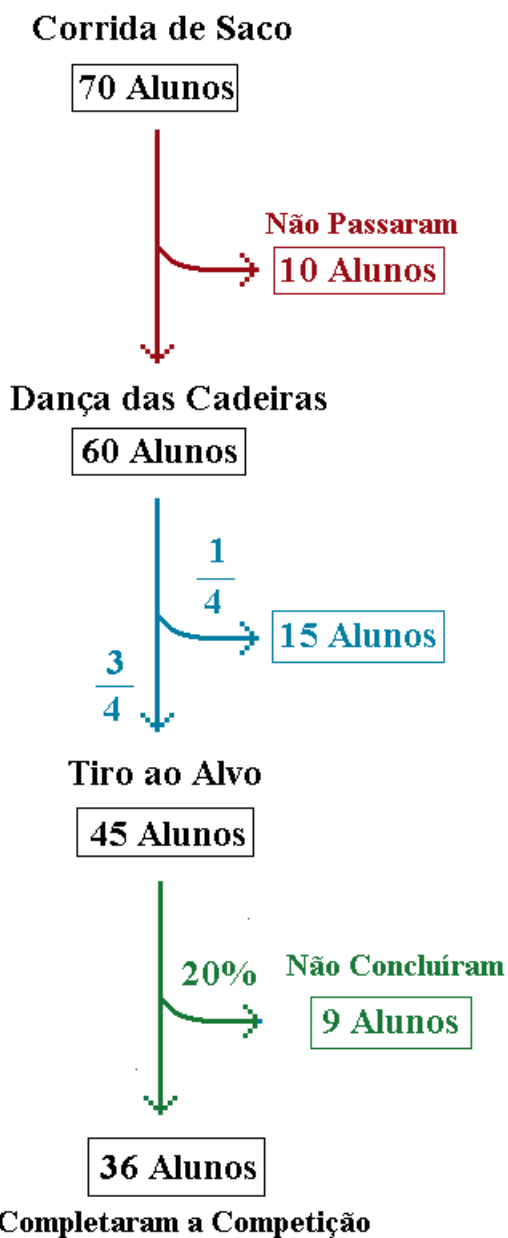 Corrida de Saco
70 Alunos
Não Passaram
10 Alunos
Dança das Cadeiras
60 Alunos
1
4
15 Alunos
3
4
Tiro ao Alvo
45 Alunos
20%
Não Concluíram
9 Alunos
36 Alunos
Completaram a Competição